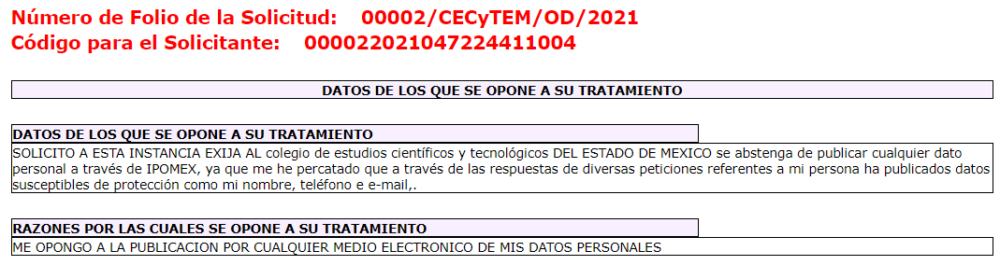 Número de Folio de la Solicitud: 00002/CECyTEM/OD/2021
Código para el Solicitante: 000022021047224411004
DATOS DE LOS QUE SE OPONE A SU TRATAMIENTO
DATOS DE LOS QUE SE OPONE A SU TRATAMIENTO
SOLICITO A ESTA INSTANCIA EXIJA AL colegio de estudios científicos y tecnológicos DEL ESTADO DE MEXICO se abstenga de publicar cualquier dato
personal a través de IPOMEX, ya que me he percatado que a través de las respuestas de diversas peticiones referentes a mi persona ha publicados datos
susceptibles de protección como mi nombre, teléfono e e-mail,.
RAZONES POR LAS CUALES SE OPONE A SU TRATAMIENTO
ME OPONGO A LA PUBLICACION POR CUALQUIER MEDIO ELECTRONICO DE MIS DATOS PERSONALES